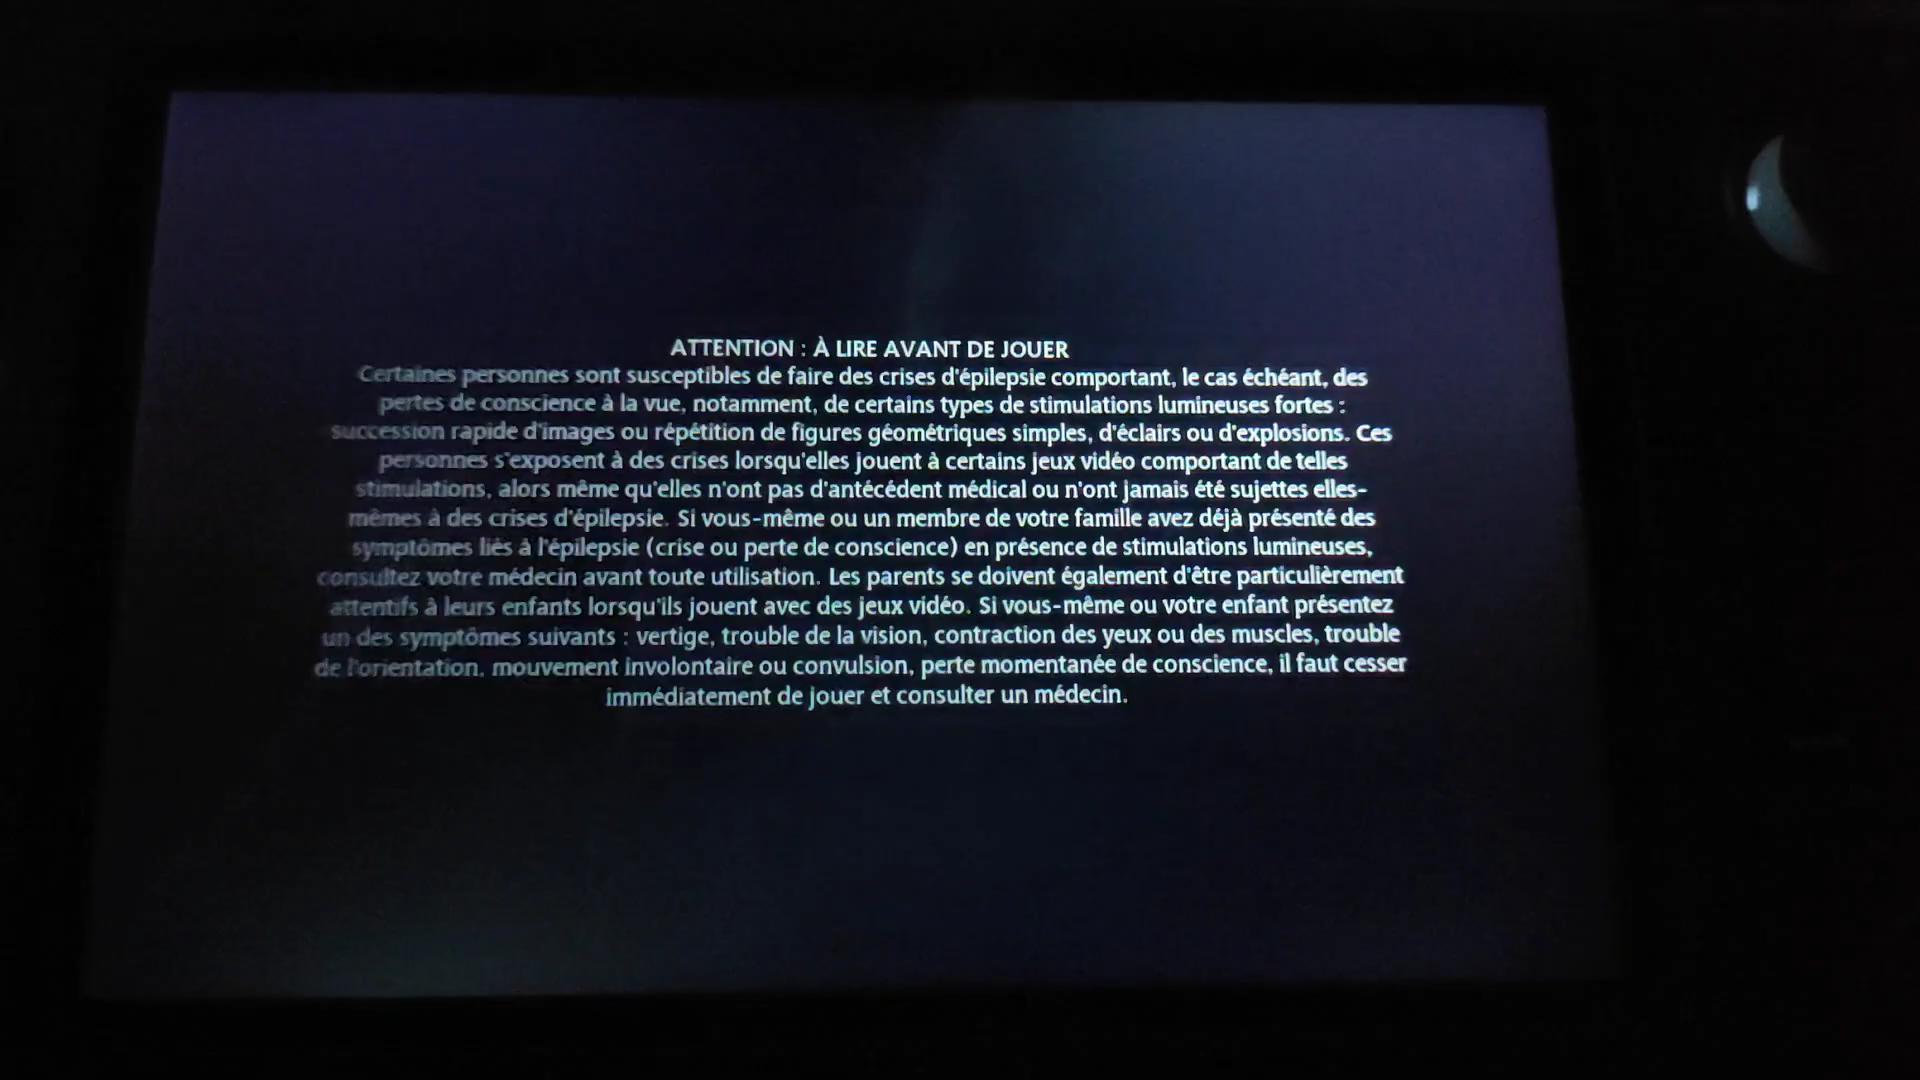 ATTENTION : À LIRE AVANT DE JOUER
Certaines personnes sont susceptibles de faire des crises d'épilepsie comportant, le cas échéant, des
pertes de conscience à la vue, notamment, de certains types de stimulations lumineuses fortes :
succession rapide d'images ou répétition de figures géométriques simples, d'éclairs ou d'explosions. Ces
personnes s'exposent à des crises lorsqu'elles jouent à certains jeux vidéo comportant de telles
stimulations, alors même qu'elles n'ont pas d'antécédent médical ou n'ont jamais été sujettes elles-
mêmes à des crises d'épilepsie. Si vous-même ou un membre de votre famille avez déjà présenté des
symptômes liés à l'épilepsie (crise ou perte de conscience) en présence de stimulations lumineuses,
consultez votre médecin avant toute utilisation. Les parents se doivent également d'être particulièrement
attentifs à leurs enfants lorsqu'ils jouent avec des jeux vidéo. Si vous-même ou votre enfant présentez
un des symptômes suivants : vertige, trouble de la vision, contraction des yeux ou des muscles, trouble
de l'orientation, mouvement involontaire ou convulsion, perte momentanée de conscience, il faut cesser
immédiatement de jouer et consulter un médecin.